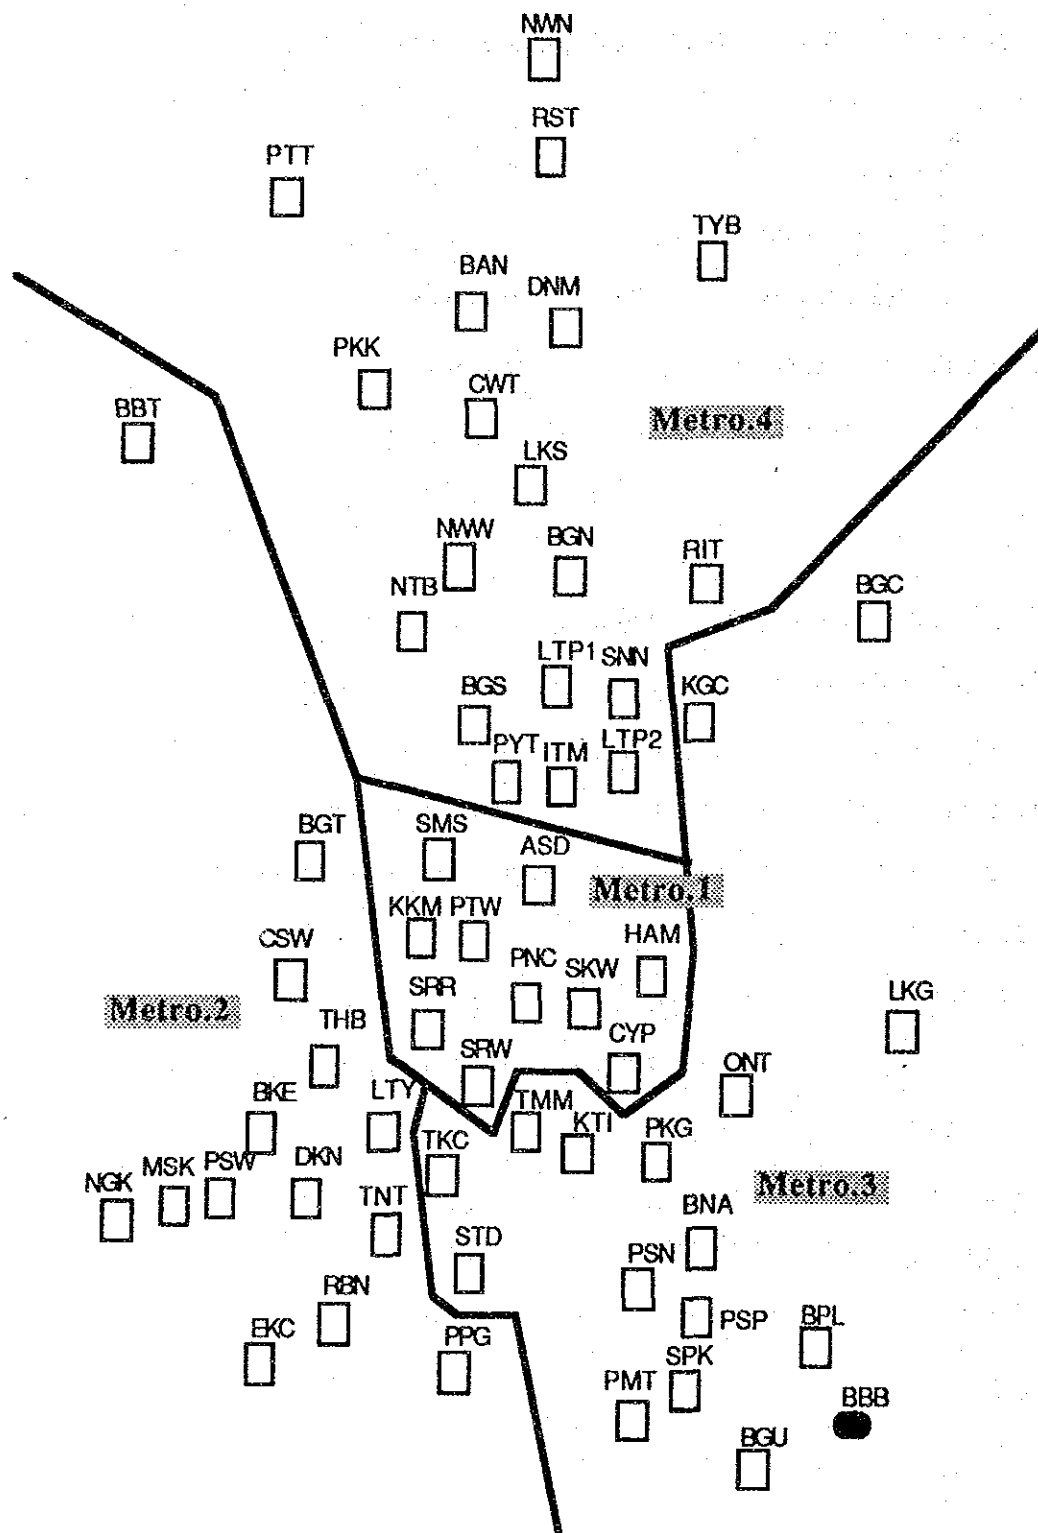 NWN
RST
PTT
TYB
BAN
DNM
PKK
CWT
BBT
Metro.4
LKS
NWW
BGN
RIT
BGC
NTB
LTP1
SNN
BGS
KGC
PYT
ITM
LTP2
BGT
SMS
ASD
Metro.1
KKM
PTW
HAM
CSW
PNC
SKW
SRR
LKG
Metro.2
THB
CYP
SRW
ONT
BKE
LTY
TMM
KTI
PKG
TKC
DKN
MSK
PSW
NGK
Metro.3
TNT
BNA
STD
PSN
RBN
PSP
BPL
EKC
PPG
SPK
PMT
BBB
BGU